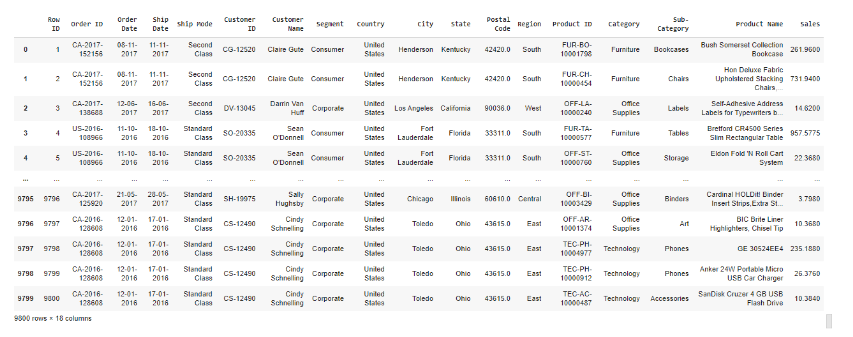 Row ID Order ID Order Date Ship Date Ship Mode Customer ID Customer Name Segment Country City State Postal Code Region Product ID Category Sub-Category Product Name Sales
0 1 CA-2017-152156 08-11-2017 11-11-2017 Second Class CG-12520 Claire Gute Consumer United States Henderson Kentucky 42420.0 South FUR-BO-10001798 Furniture Bookcases Bush Somerset Collection Bookcase 261.9600
1 2 CA-2017-152156 08-11-2017 11-11-2017 Second Class CG-12520 Claire Gute Consumer United States Henderson Kentucky 42420.0 South FUR-CH-10000454 Furniture Chairs Hon Deluxe Fabric Upholstered Stacking Chairs,... 731.9400
2 3 CA-2017-138688 12-06-2017 16-06-2017 Second Class DV-13045 Darrin Van Huff Corporate United States Los Angeles California 90036.0 West OFF-LA-10000240 Office Supplies Labels Self-Adhesive Address Labels for Typewriters b... 14.6200
3 4 US-2016-108966 11-10-2016 18-10-2016 Standard Class SO-20335 Sean O'Donnell Consumer United States Fort Lauderdale Florida 33311.0 South FUR-TA-10000577 Furniture Tables Bretford CR4500 Series Slim Rectangular Table 957.5775
4 5 US-2016-108966 11-10-2016 18-10-2016 Standard Class SO-20335 Sean O'Donnell Consumer United States Fort Lauderdale Florida 33311.0 South OFF-ST-10000760 Office Supplies Storage Eldon Fold 'N Roll Cart System 22.3680
... ... ... ... ... ... ... ... ... ... ... ... ... ... ... ... ... ... ...
9795 9796 CA-2017-125920 21-05-2017 28-05-2017 Standard Class SH-19975 Sally Hughsby Corporate United States Chicago Illinois 60610.0 Central OFF-BI-10003429 Office Supplies Binders Cardinal HOLDit! Binder Insert Strips,Extra St... 3.7980
9796 9797 CA-2016-128608 12-01-2016 17-01-2016 Standard Class CS-12490 Cindy Schnelling Corporate United States Toledo Ohio 43615.0 East OFF-AR-10001374 Office Supplies Art BIC Brite Liner Highlighters, Chisel Tip 10.3680
9797 9798 CA-2016-128608 12-01-2016 17-01-2016 Standard Class CS-12490 Cindy Schnelling Corporate United States Toledo Ohio 43615.0 East TEC-PH-10004977 Technology Phones GE 30524EE4 235.1880
9798 9799 CA-2016-128608 12-01-2016 17-01-2016 Standard Class CS-12490 Cindy Schnelling Corporate United States Toledo Ohio 43615.0 East TEC-PH-10000912 Technology Phones Anker 24W Portable Micro USB Car Charger 26.3760
9799 9800 CA-2016-128608 12-01-2016 17-01-2016 Standard Class CS-12490 Cindy Schnelling Corporate United States Toledo Ohio 43615.0 East TEC-AC-10000487 Technology Accessories SanDisk Cruzer 4 GB USB Flash Drive 10.3840
9800 rows × 18 columns